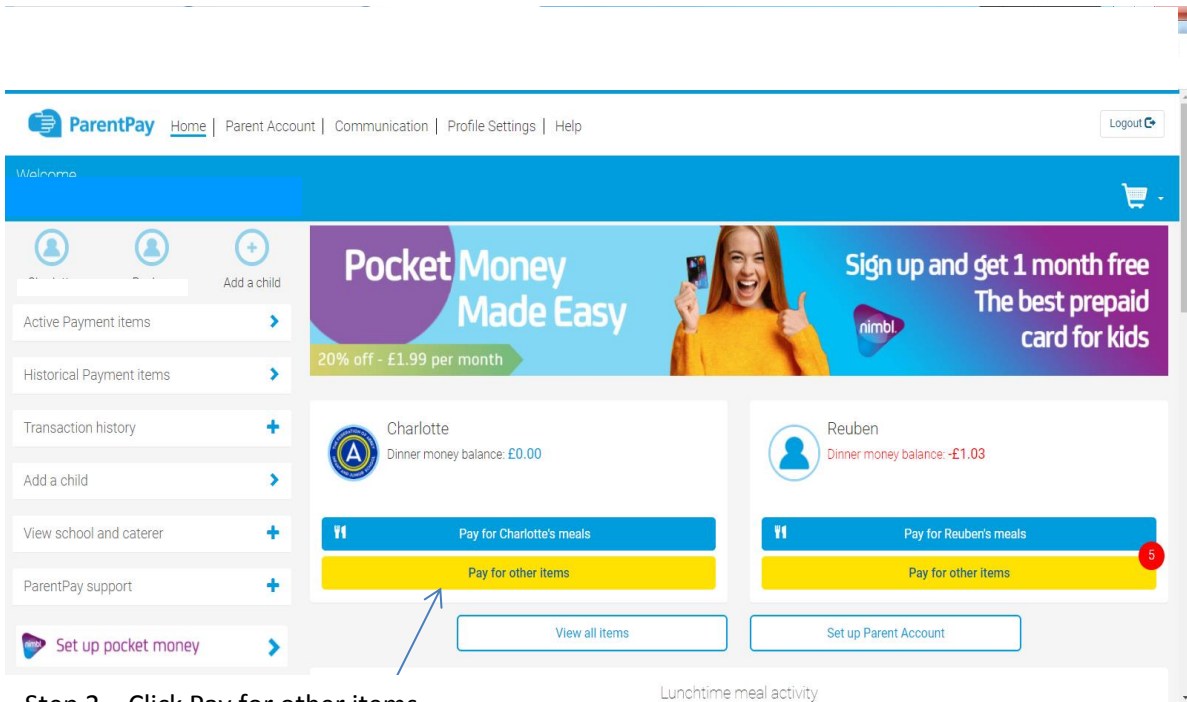 ParentPay Home | Parent Account | Communication | Profile Settings | Help
Logout
Welcome
Add a child
Active Payment items
Historical Payment items
Transaction history
Add a child
View school and caterer
ParentPay support
nimbl. Set up pocket money
Pocket Money
Made Easy
20% off - £1.99 per month
Sign up and get 1 month free
The best prepaid
card for kids
nimbl.
Charlotte
Dinner money balance: £0.00
Pay for Charlotte's meals
Pay for other items
Reuben
Dinner money balance: -£1.03
Pay for Reuben's meals
5
Pay for other items
View all items
Set up Parent Account
Lunchtime meal activity
Click Pay for other items